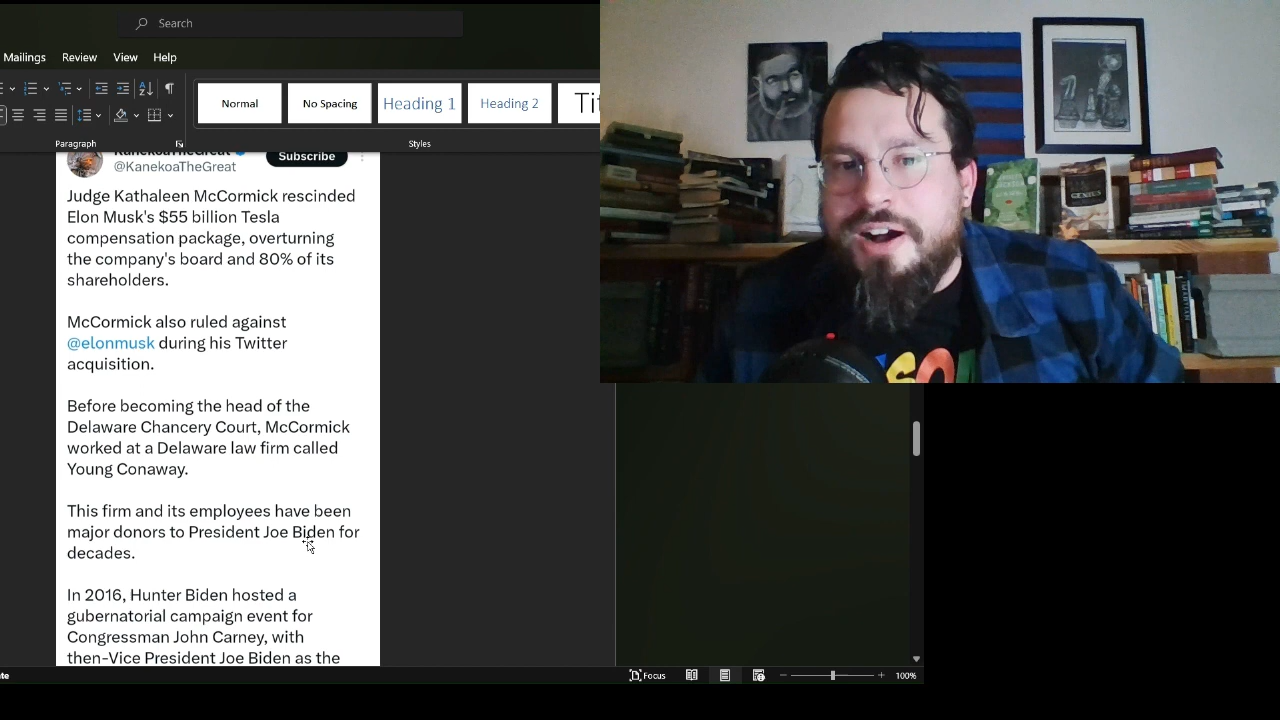 Search
Mailings Review View Help
Normal
No Spacing
Heading 1
Heading 2
Paragraph
Styles
KanekoaTheGreat
@KanekoaTheGreat
Subscribe
Judge Kathaleen McCormick rescinded
Elon Musk's $55 billion Tesla
compensation package, overturning
the company's board and 80% of its
shareholders.
McCormick also ruled against
@elonmusk during his Twitter
acquisition.
Before becoming the head of the
Delaware Chancery Court, McCormick
worked at a Delaware law firm called
Young Conaway.
This firm and its employees have been
major donors to President Joe Biden for
decades.
In 2016, Hunter Biden hosted a
gubernatorial campaign event for
Congressman John Carney, with
then-Vice President Joe Biden as the
Focus
100%
GENIUS